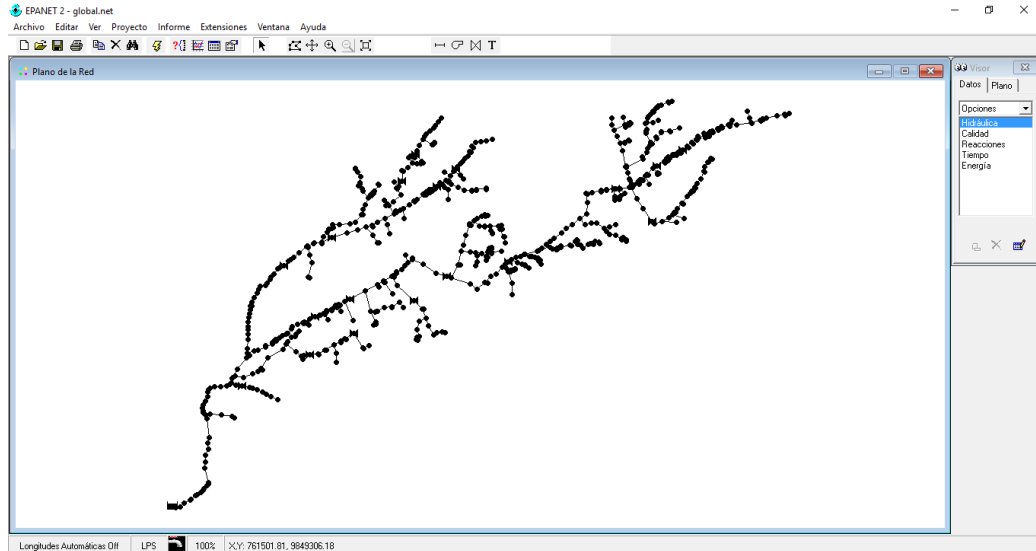 EPANET 2 - global.net
Archivo Editar Ver Proyecto Informe Extensiones Ventana Ayuda
T
Plano de la Red
Visor
Datos Plano
Opciones
Hidráulica
Calidad
Reacciones
Tiempo
Energía
Longitudes Automáticas Off LPS 100% X,Y: 761501.81, 9849306.18